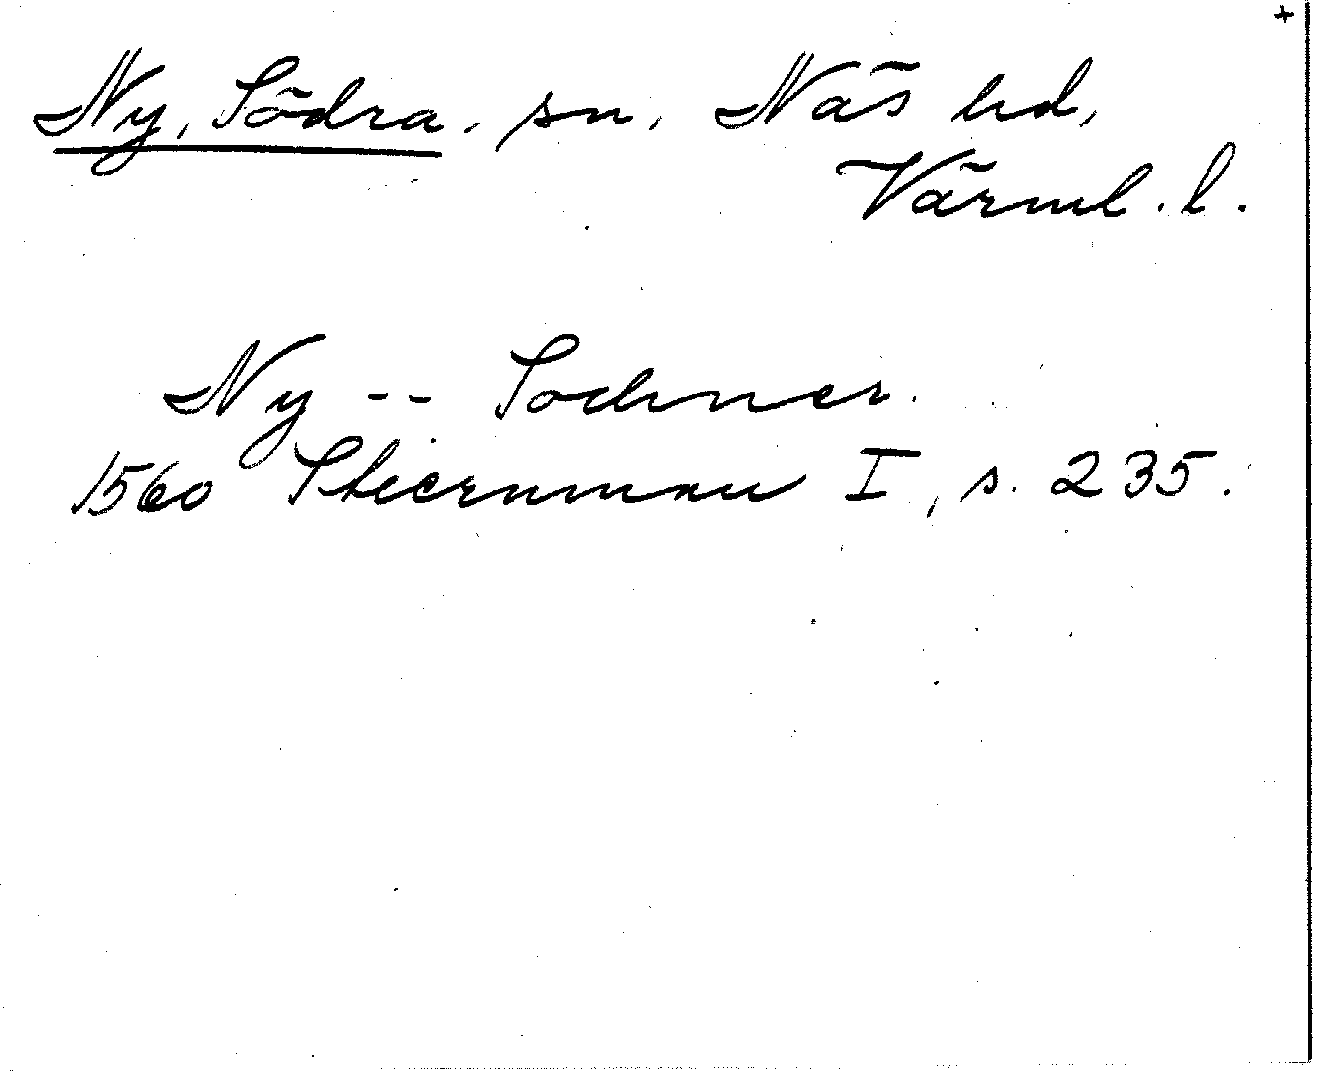 +
Ny, Södra. sn. Näs hd,
Värml. l.
Ny -- Sochner.
1560 Stiernman I, s. 235.